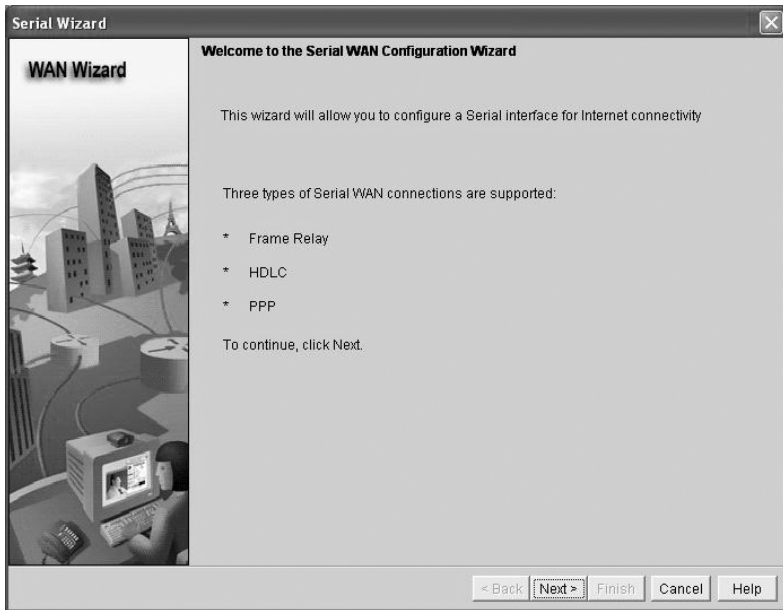 Serial Wizard
WAN Wizard
Welcome to the Serial WAN Configuration Wizard
This wizard will allow you to configure a Serial interface for Internet connectivity
Three types of Serial WAN connections are supported:
* Frame Relay
* HDLC
* PPP
To continue, click Next.
< Back Next > Finish Cancel Help